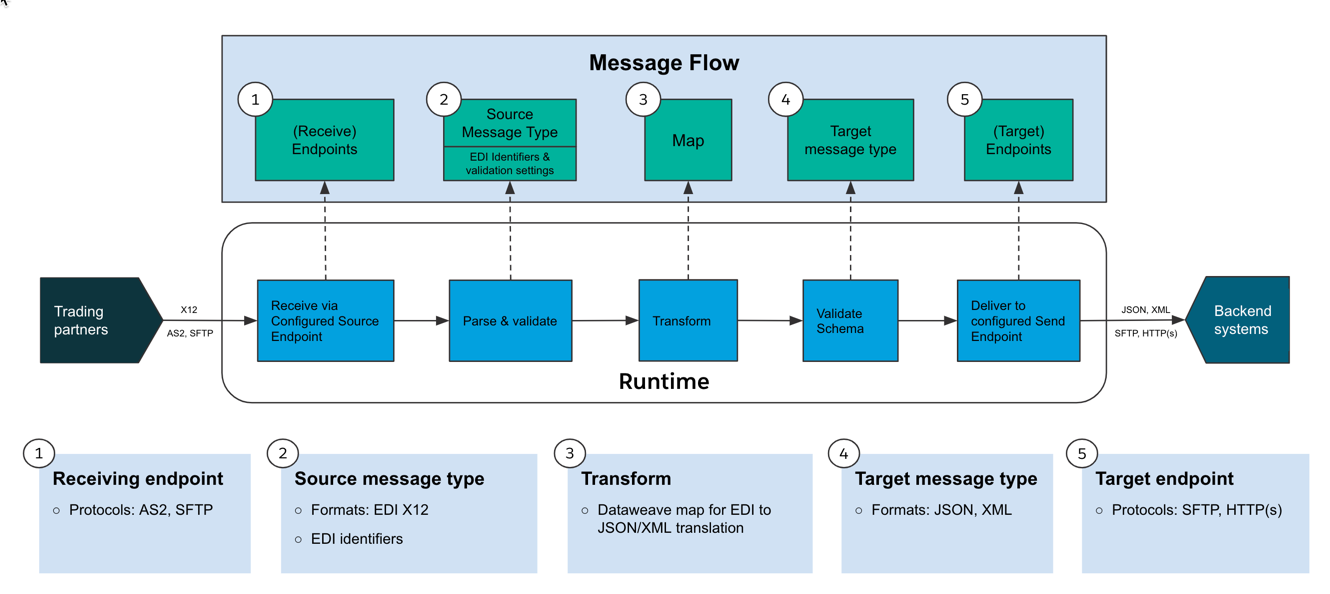 Message Flow
1
(Receive)
Endpoints
2
Source
Message Type
EDI Identifiers &
validation settings
3
Map
4
Target
message type
5
(Target)
Endpoints
Trading
partners
X12
AS2, SFTP
Receive via
Configured Source
Endpoint
Parse & validate
Transform
Validate
Schema
Deliver to
configured Send
Endpoint
JSON, XML
SFTP, HTTP(s)
Backend
systems
Runtime
1
Receiving endpoint
○ Protocols: AS2, SFTP
2
Source message type
○ Formats: EDI X12
○ EDI identifiers
3
Transform
○ Dataweave map for EDI to
JSON/XML translation
4
Target message type
○ Formats: JSON, XML
5
Target endpoint
○ Protocols: SFTP, HTTP(s)